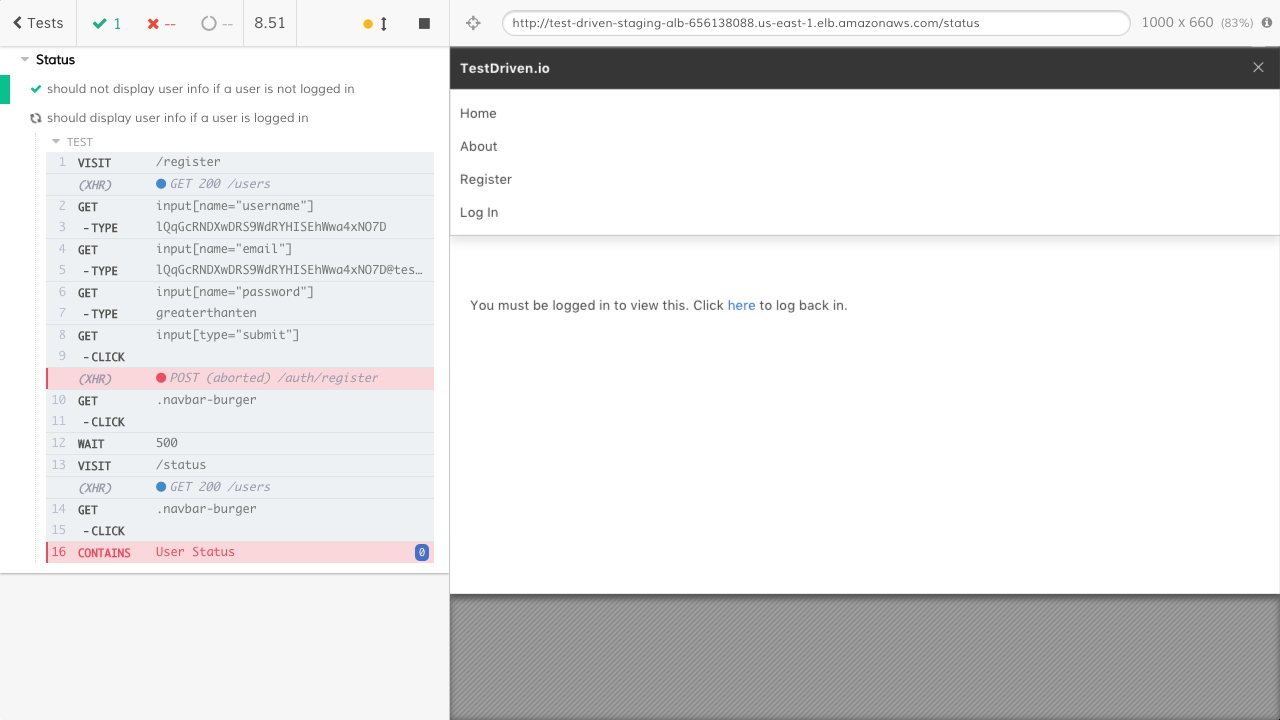 Tests
1
--
--
8.51
http://test-driven-staging-alb-656138088.us-east-1.elb.amazonaws.com/status
1000 x 660 (83%)
Status
should not display user info if a user is not logged in
should display user info if a user is logged in
TEST
1 VISIT /register
(XHR) GET 200 /users
2 GET input[name="username"]
3 -TYPE lQqGcRNDXwDRS9WdRYHISEhWwa4xNO7D
4 GET input[name="email"]
5 -TYPE lQqGcRNDXwDRS9WdRYHISEhWwa4xNO7D@tes…
6 GET input[name="password"]
7 -TYPE greaterthanten
8 GET input[type="submit"]
9 -CLICK
(XHR) POST (aborted) /auth/register
10 GET .navbar-burger
11 -CLICK
12 WAIT 500
13 VISIT /status
(XHR) GET 200 /users
14 GET .navbar-burger
15 -CLICK
16 CONTAINS User Status 0
TestDriven.io
Home
About
Register
Log In
You must be logged in to view this. Click here to log back in.